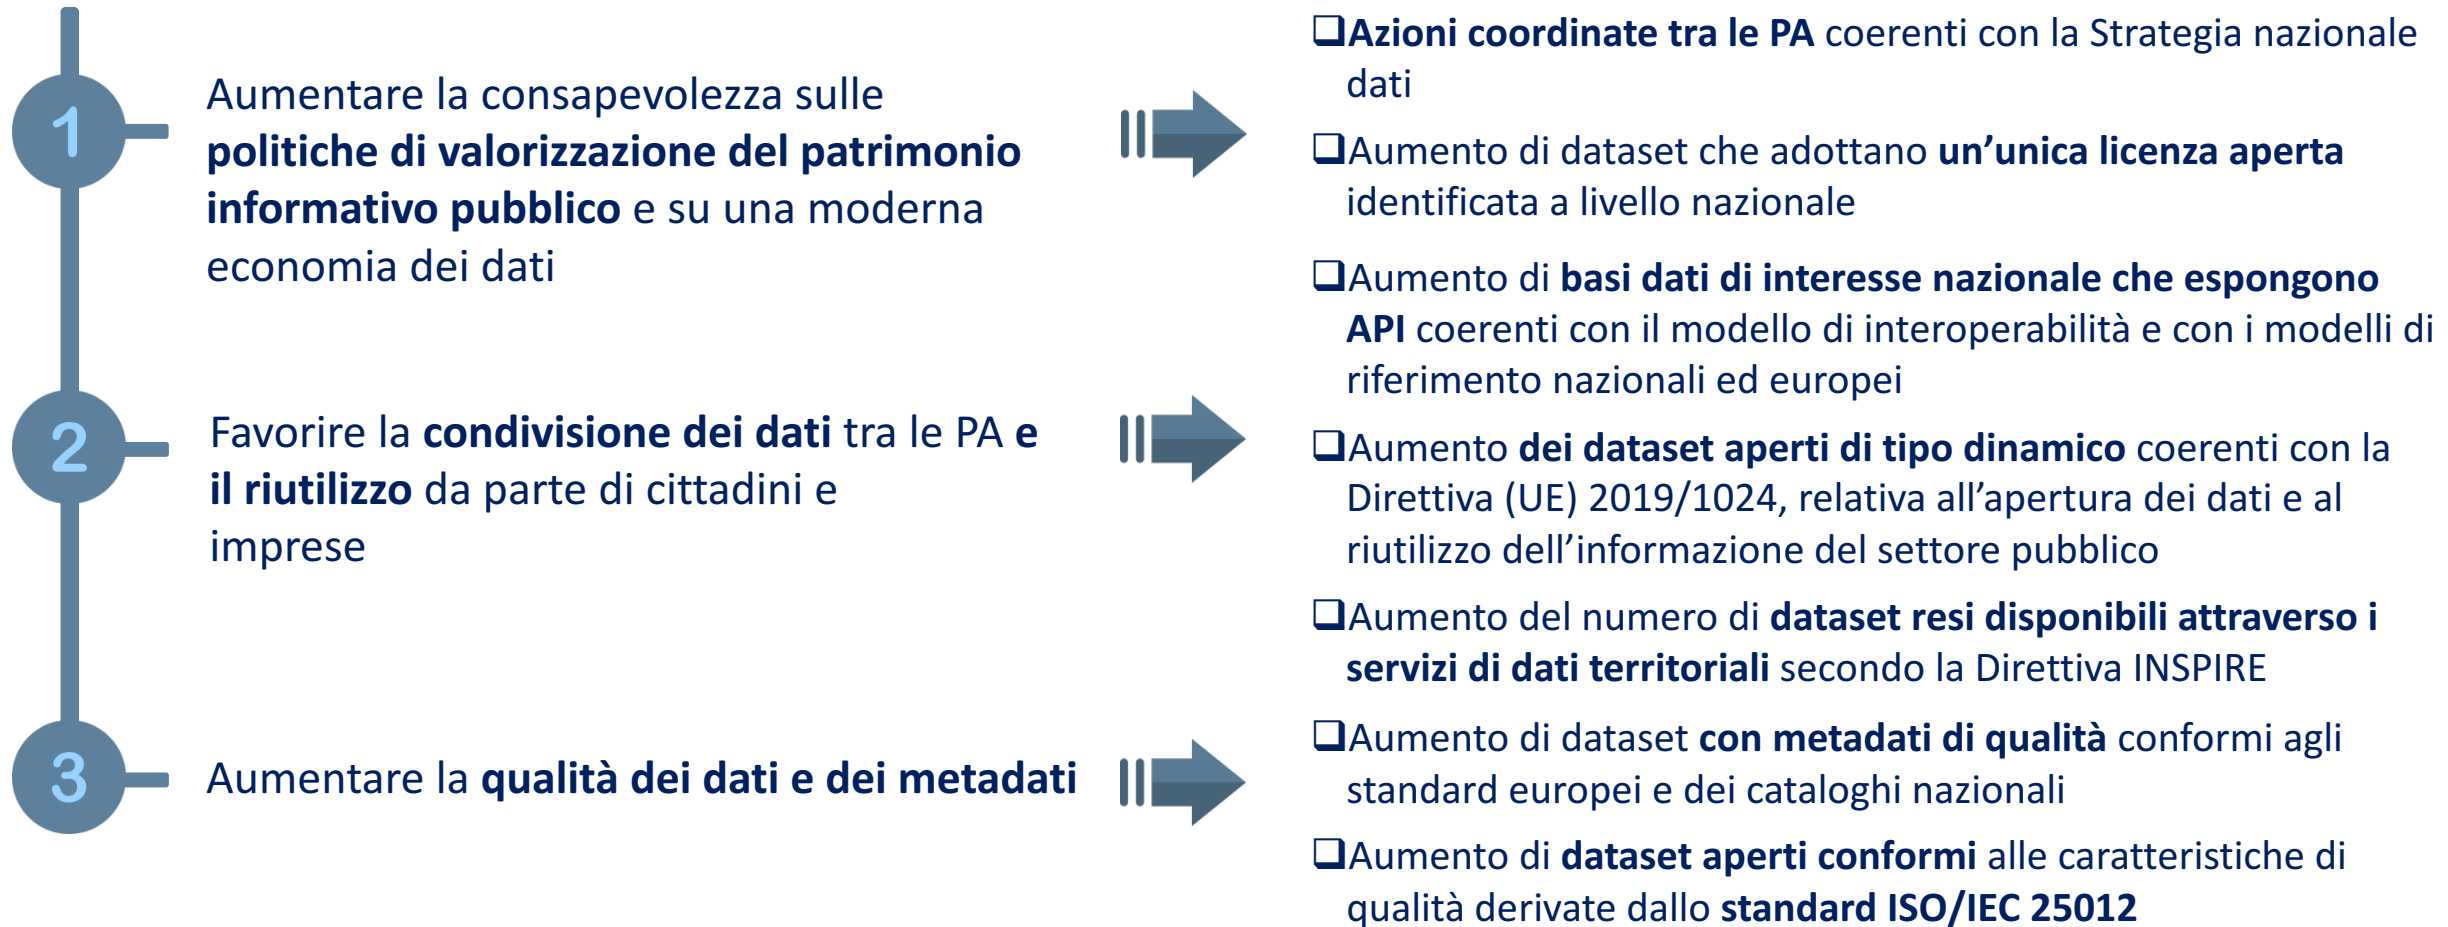 1
Aumentare la consapevolezza sulle
politiche di valorizzazione del patrimonio
informativo pubblico e su una moderna
economia dei dati
❑Azioni coordinate tra le PA coerenti con la Strategia nazionale
dati
❑Aumento di dataset che adottano un’unica licenza aperta
identificata a livello nazionale
2
Favorire la condivisione dei dati tra le PA e
il riutilizzo da parte di cittadini e
imprese
❑Aumento di basi dati di interesse nazionale che espongono
API coerenti con il modello di interoperabilità e con i modelli di
riferimento nazionali ed europei
❑Aumento dei dataset aperti di tipo dinamico coerenti con la
Direttiva (UE) 2019/1024, relativa all’apertura dei dati e al
riutilizzo dell’informazione del settore pubblico
❑Aumento del numero di dataset resi disponibili attraverso i
servizi di dati territoriali secondo la Direttiva INSPIRE
3
Aumentare la qualità dei dati e dei metadati
❑Aumento di dataset con metadati di qualità conformi agli
standard europei e dei cataloghi nazionali
❑Aumento di dataset aperti conformi alle caratteristiche di
qualità derivate dallo standard ISO/IEC 25012